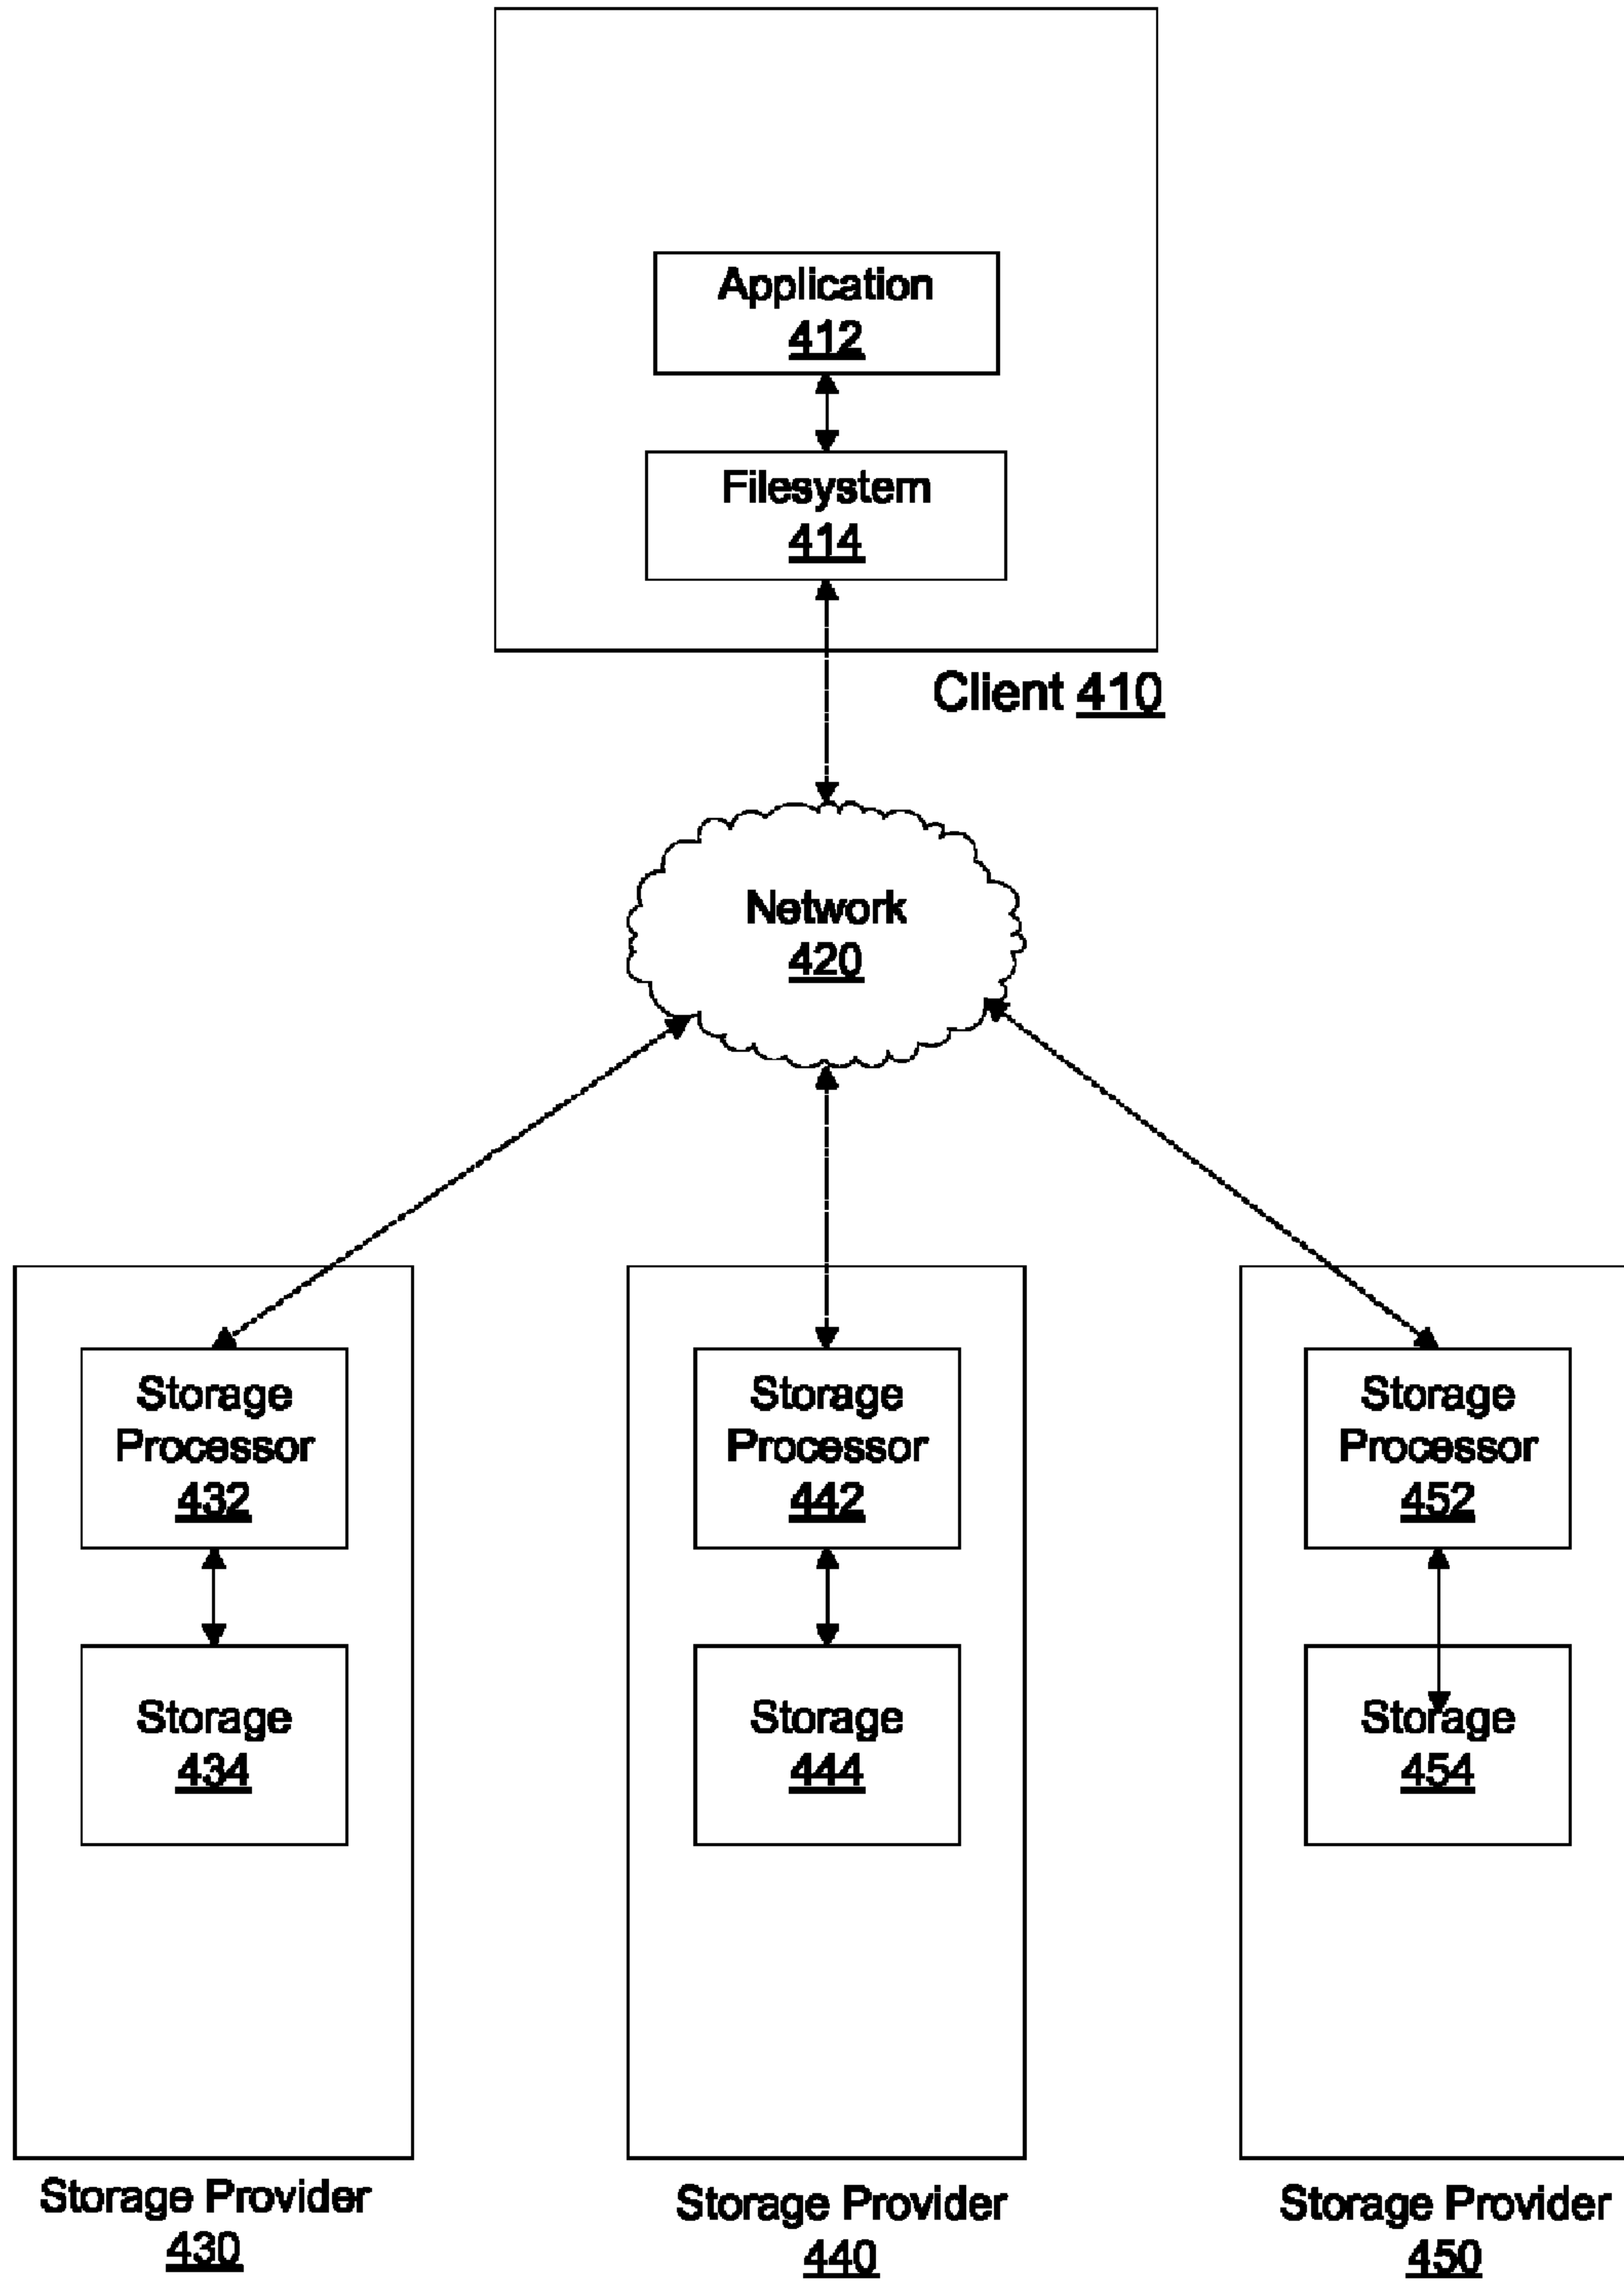 Application
412
Filesystem
414
Client 410
Network
420
Storage
Processor
432
Storage
434
Storage Provider
430
Storage
Processor
442
Storage
444
Storage Provider
440
Storage
Processor
452
Storage
454
Storage Provider
450